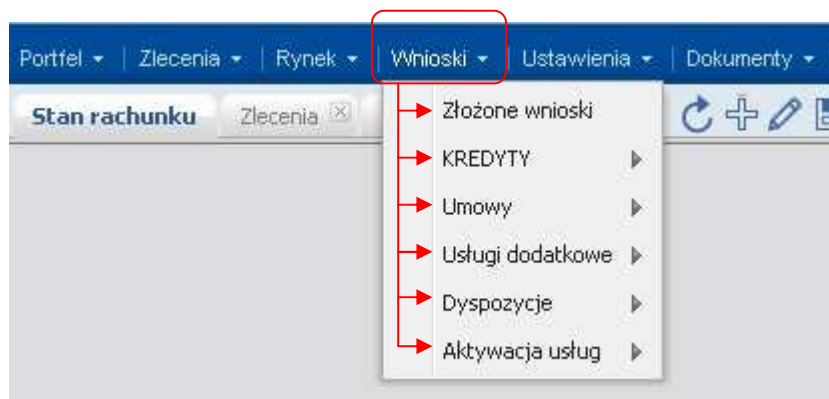 Portfel Zlecenia Rynek Wnioski Ustawienia Dokumenty
Stan rachunku Zlecenia
Złożone wnioski
KREDYTY
Umowy
Usługi dodatkowe
Dyspozycje
Aktywacja usług